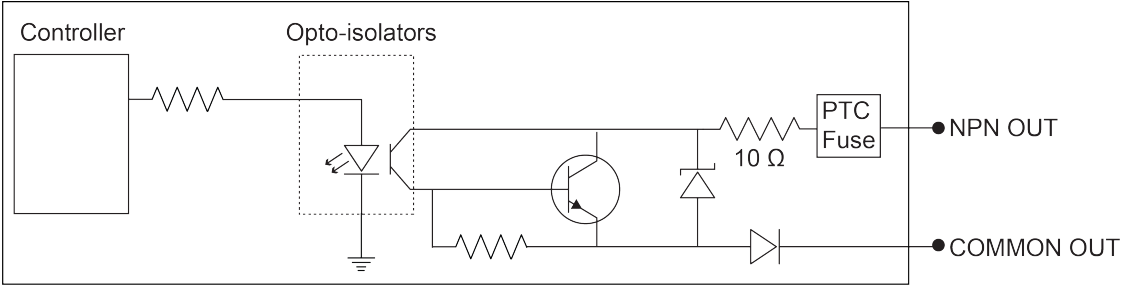 Controller
Opto-isolators
PTC
Fuse
NPN OUT
10 Ω
COMMON OUT